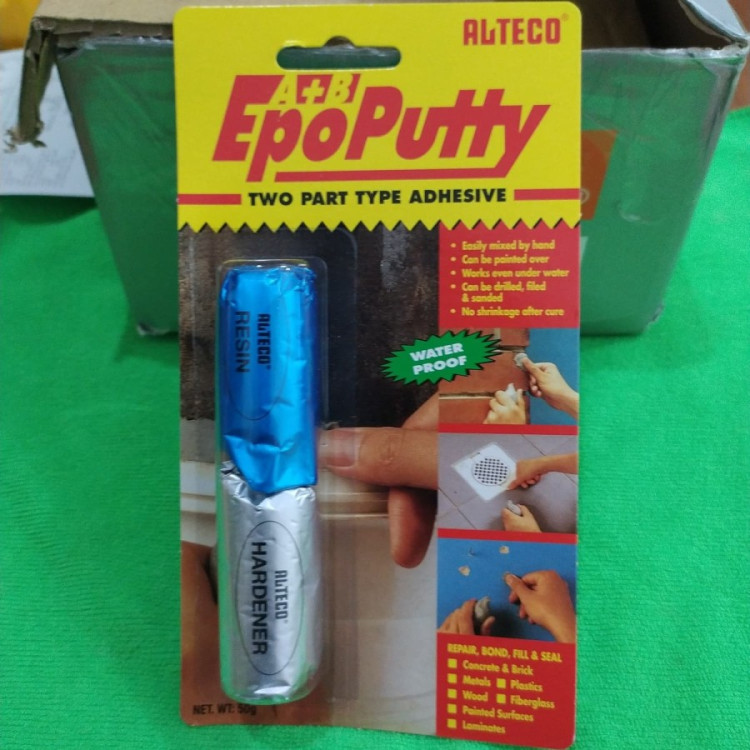 ALTECO®
A+B
EpoPutty
TWO PART TYPE ADHESIVE
• Easily mixed by hand
• Can be painted over
• Works even under water
• Can be drilled, filed
& sanded
• No shrinkage after cure
WATER
PROOF
ALTECO®
RESIN
ALTECO®
HARDENER
REPAIR, BOND, FILL & SEAL
Concrete & Brick
Metals Plastics
Wood Fiberglass
Painted Surfaces
Laminates
NET. WT. 50g